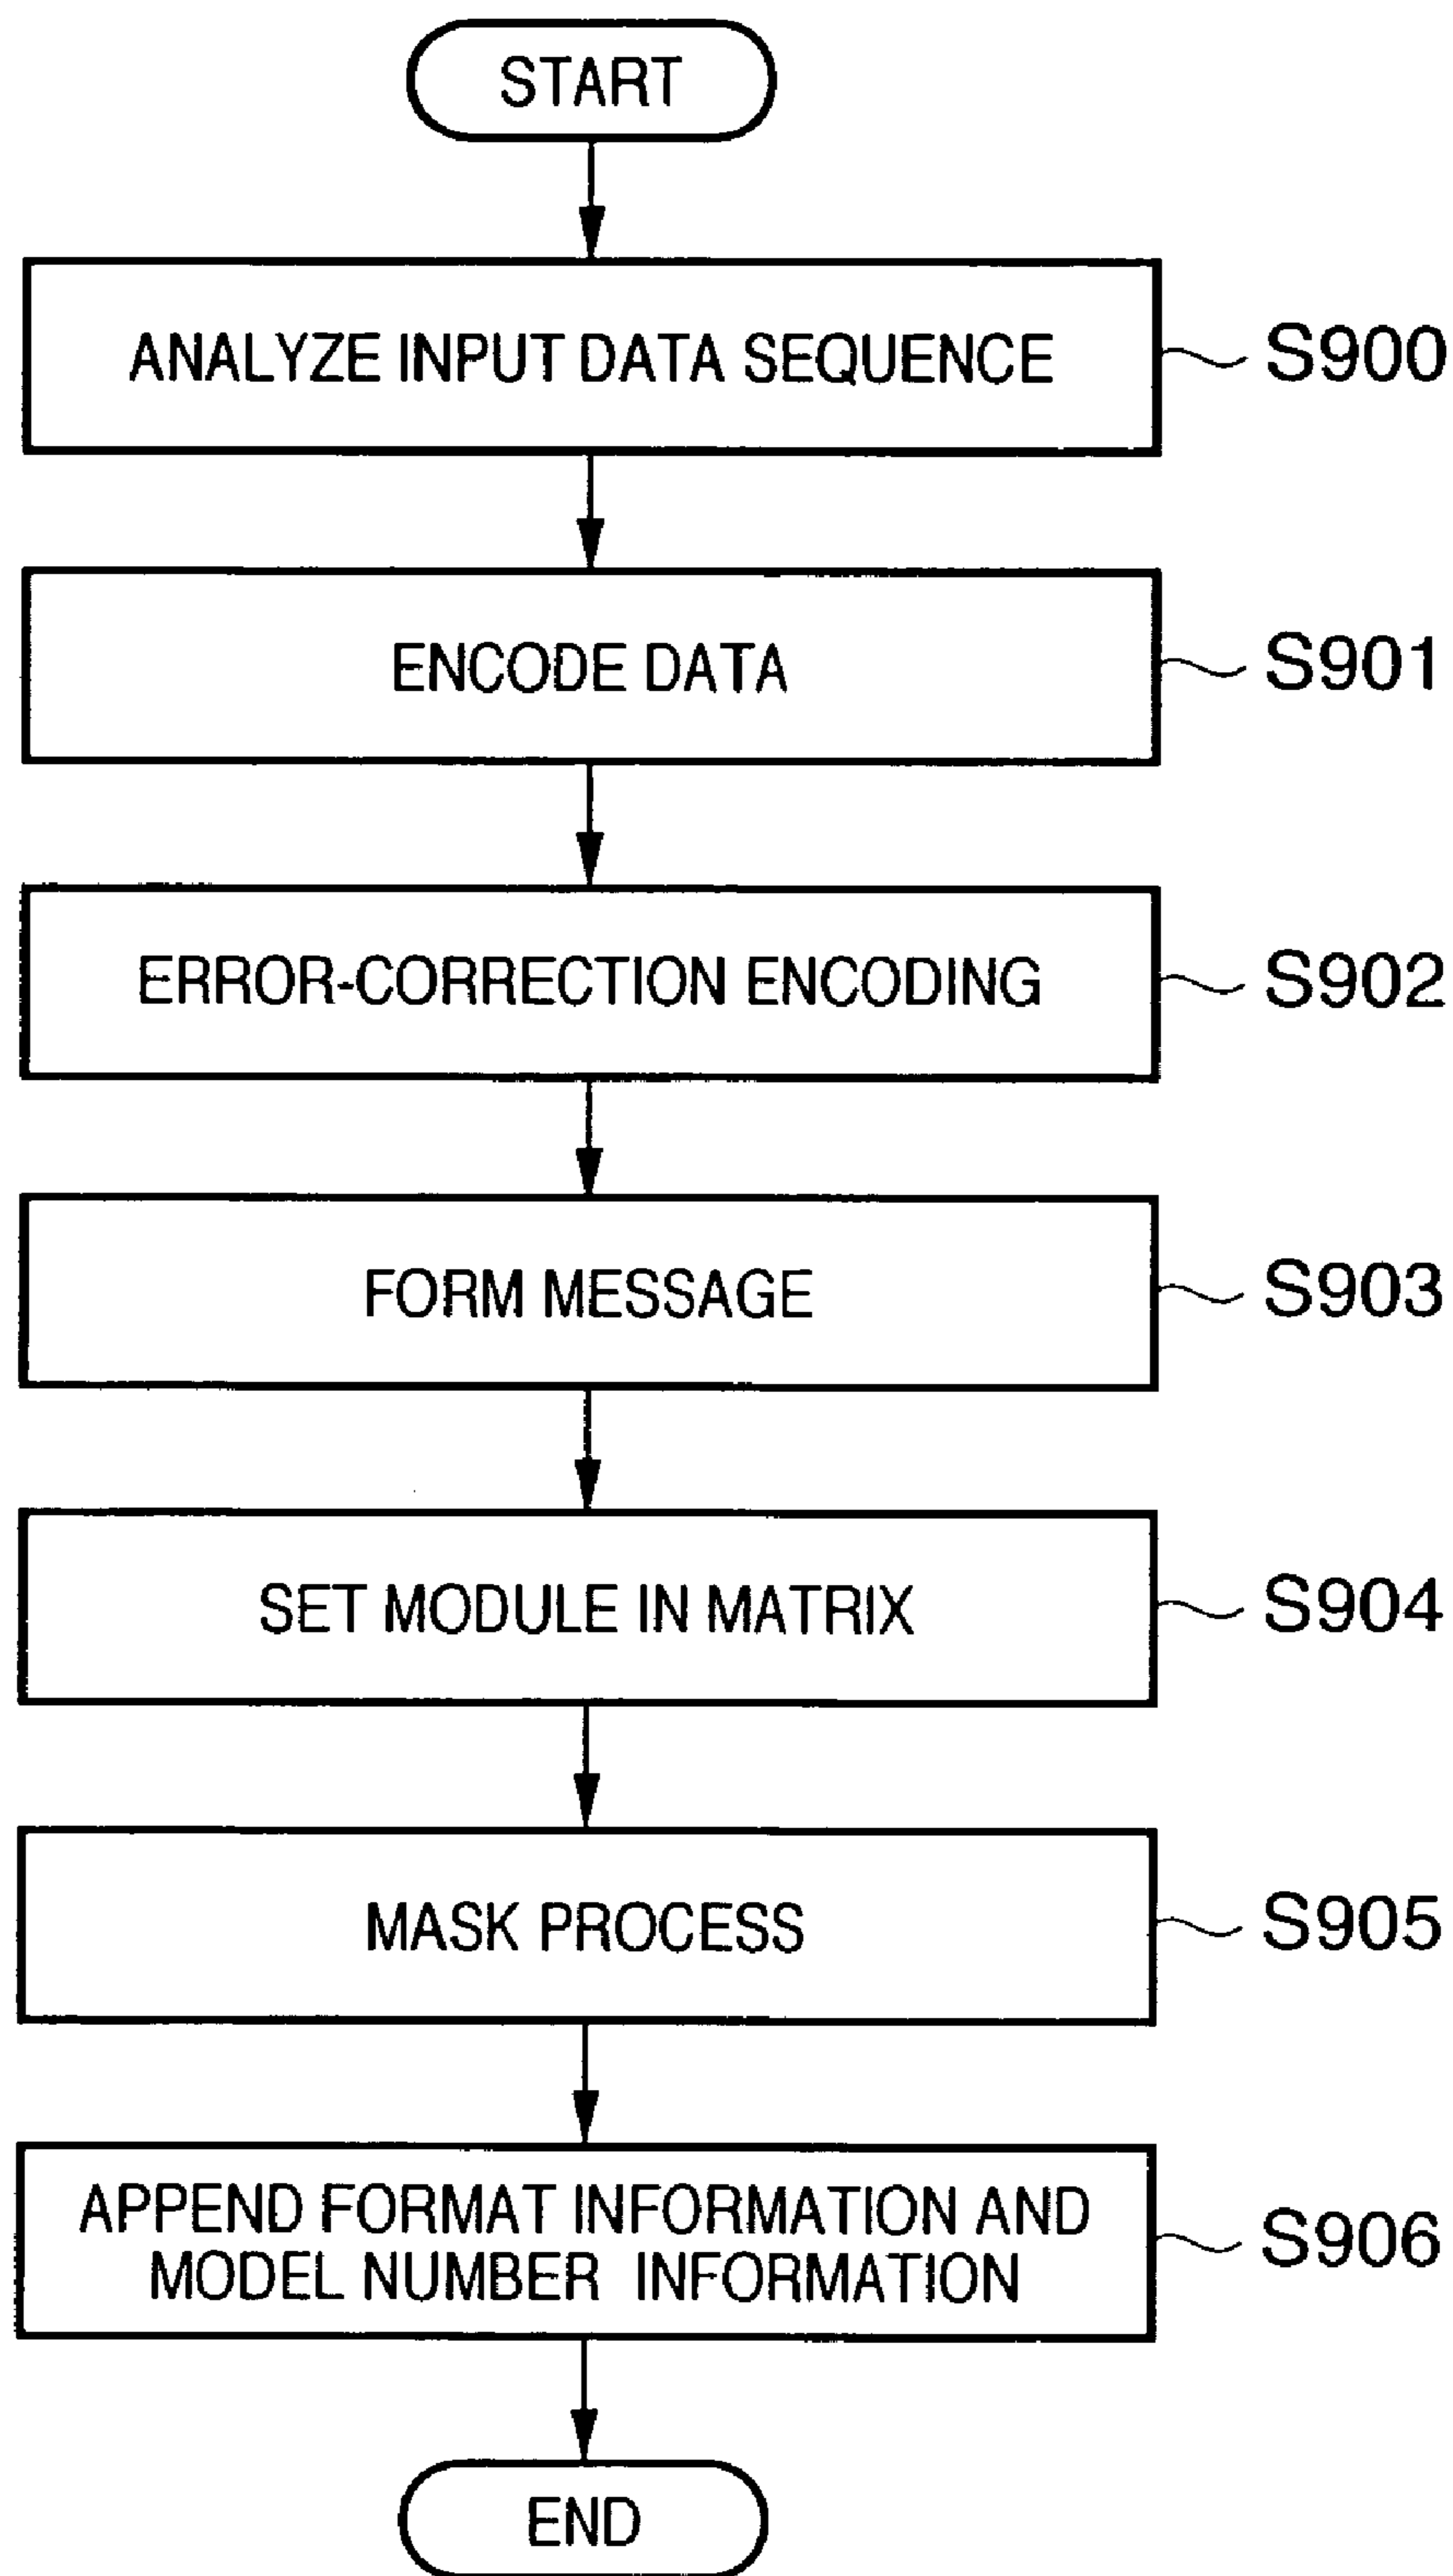 START
ANALYZE INPUT DATA SEQUENCE
S900
ENCODE DATA
S901
ERROR-CORRECTION ENCODING
S902
FORM MESSAGE
S903
SET MODULE IN MATRIX
S904
MASK PROCESS
S905
APPEND FORMAT INFORMATION AND
MODEL NUMBER INFORMATION
S906
END